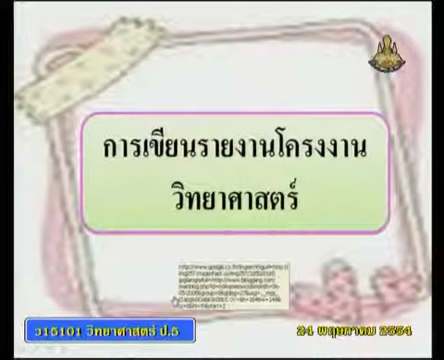 การเขียนรายงานโครงงาน
วิทยาศาสตร์
ว15101 วิทยาศาสตร์ ป.5
24 พฤษภาคม 2554